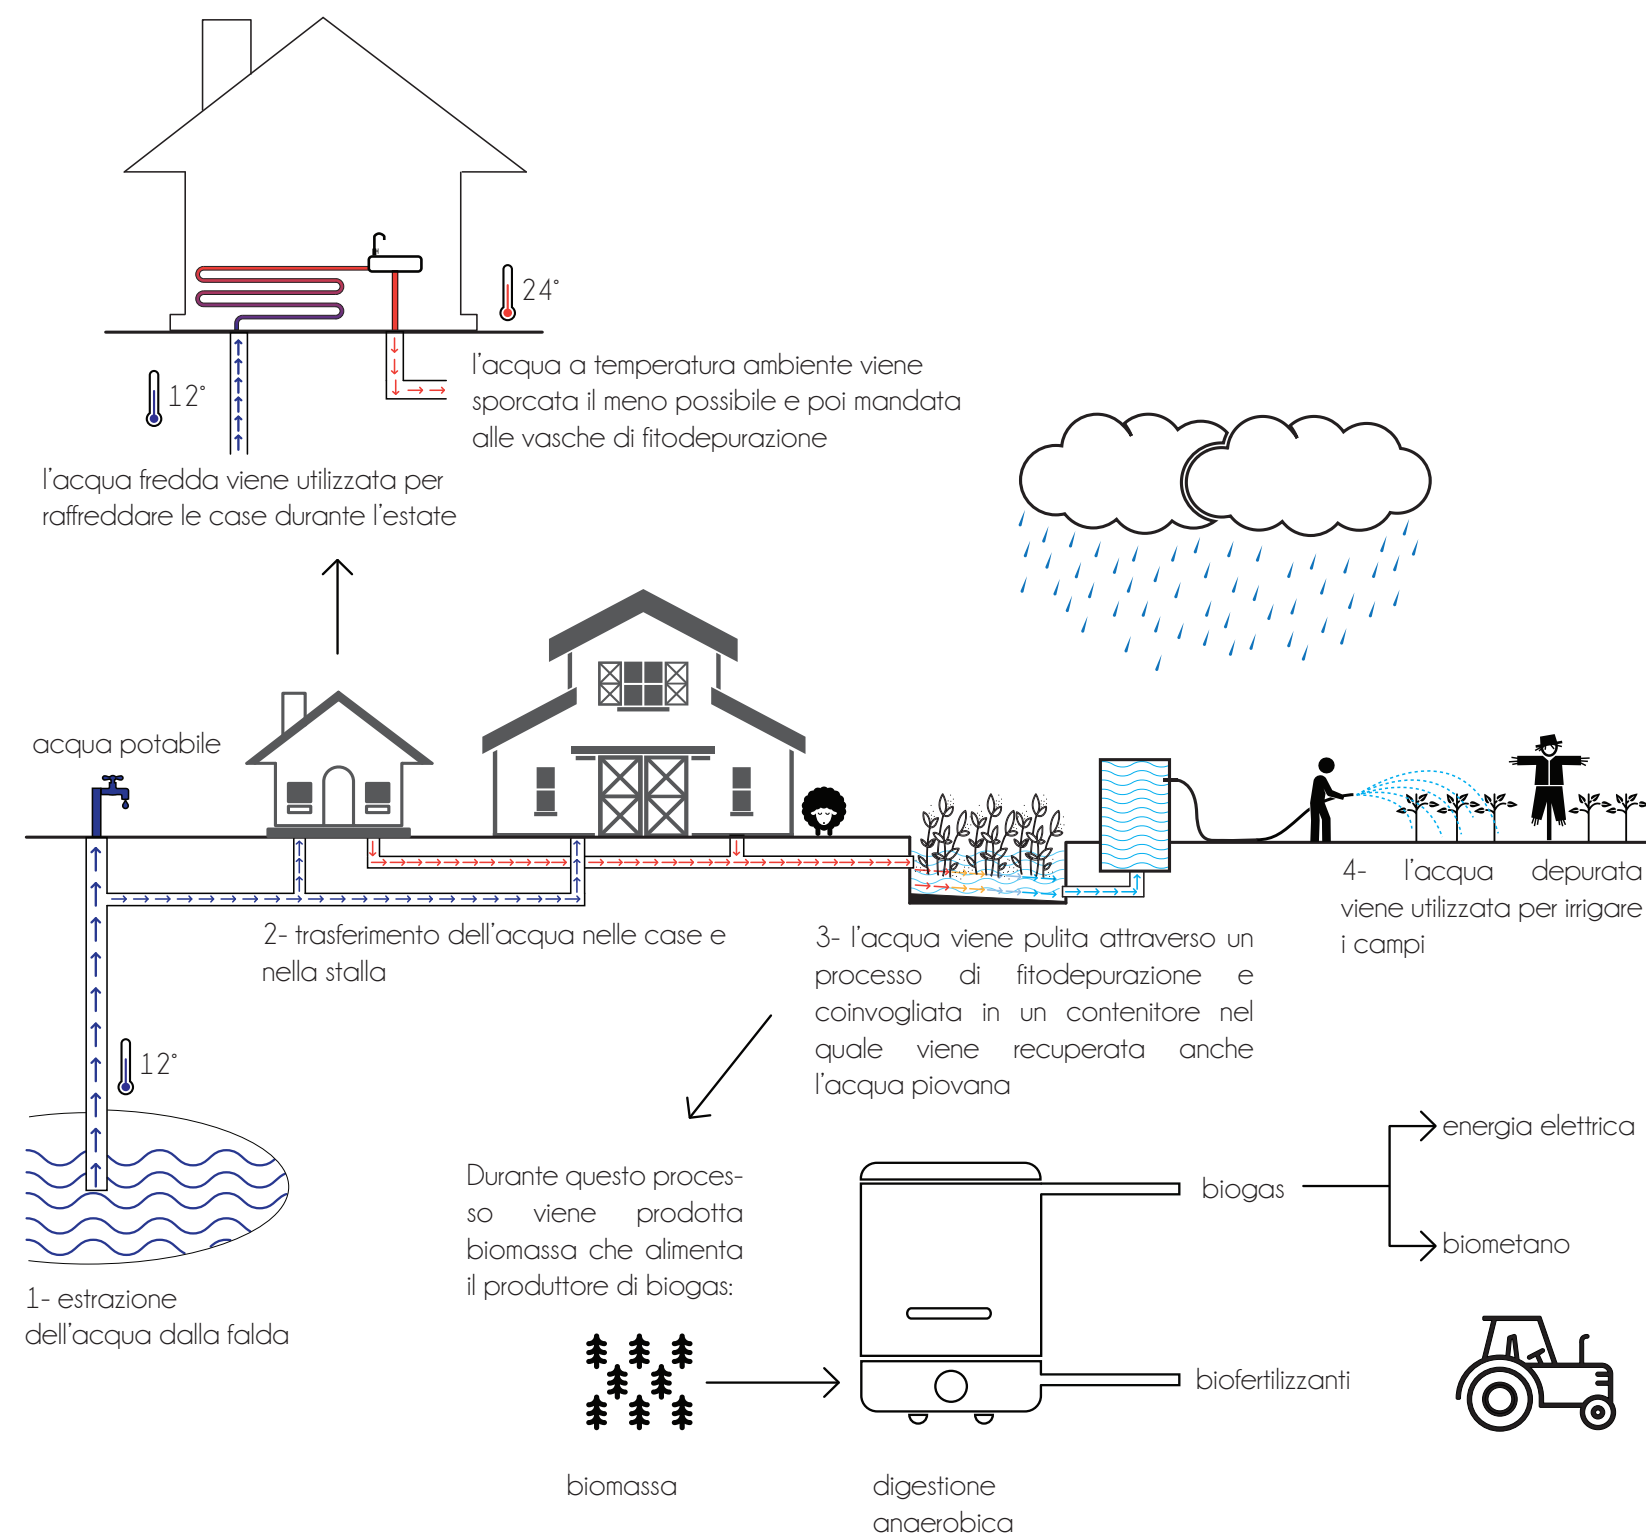 24°
12°
l'acqua a temperatura ambiente viene
sporcata il meno possibile e poi mandata
alle vasche di fitodepurazione
l'acqua fredda viene utilizzata per
raffreddare le case durante l'estate
acqua potabile
2- trasferimento dell'acqua nelle case e
nella stalla
3- l'acqua viene pulita attraverso un
processo di fitodepurazione e
coinvogliata in un contenitore nel
quale viene recuperata anche
l'acqua piovana
4- l'acqua depurata
viene utilizzata per irrigare
i campi
12°
1- estrazione
dell'acqua dalla falda
Durante questo proces-
so viene prodotta
biomassa che alimenta
il produttore di biogas:
biogas
energia elettrica
biometano
biofertilizzanti
biomassa
digestione
anaerobica